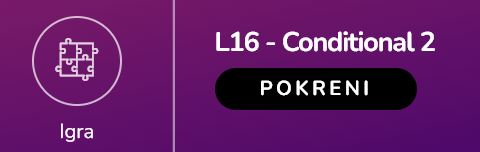 L16 - Conditional 2
POKRENI
Igra